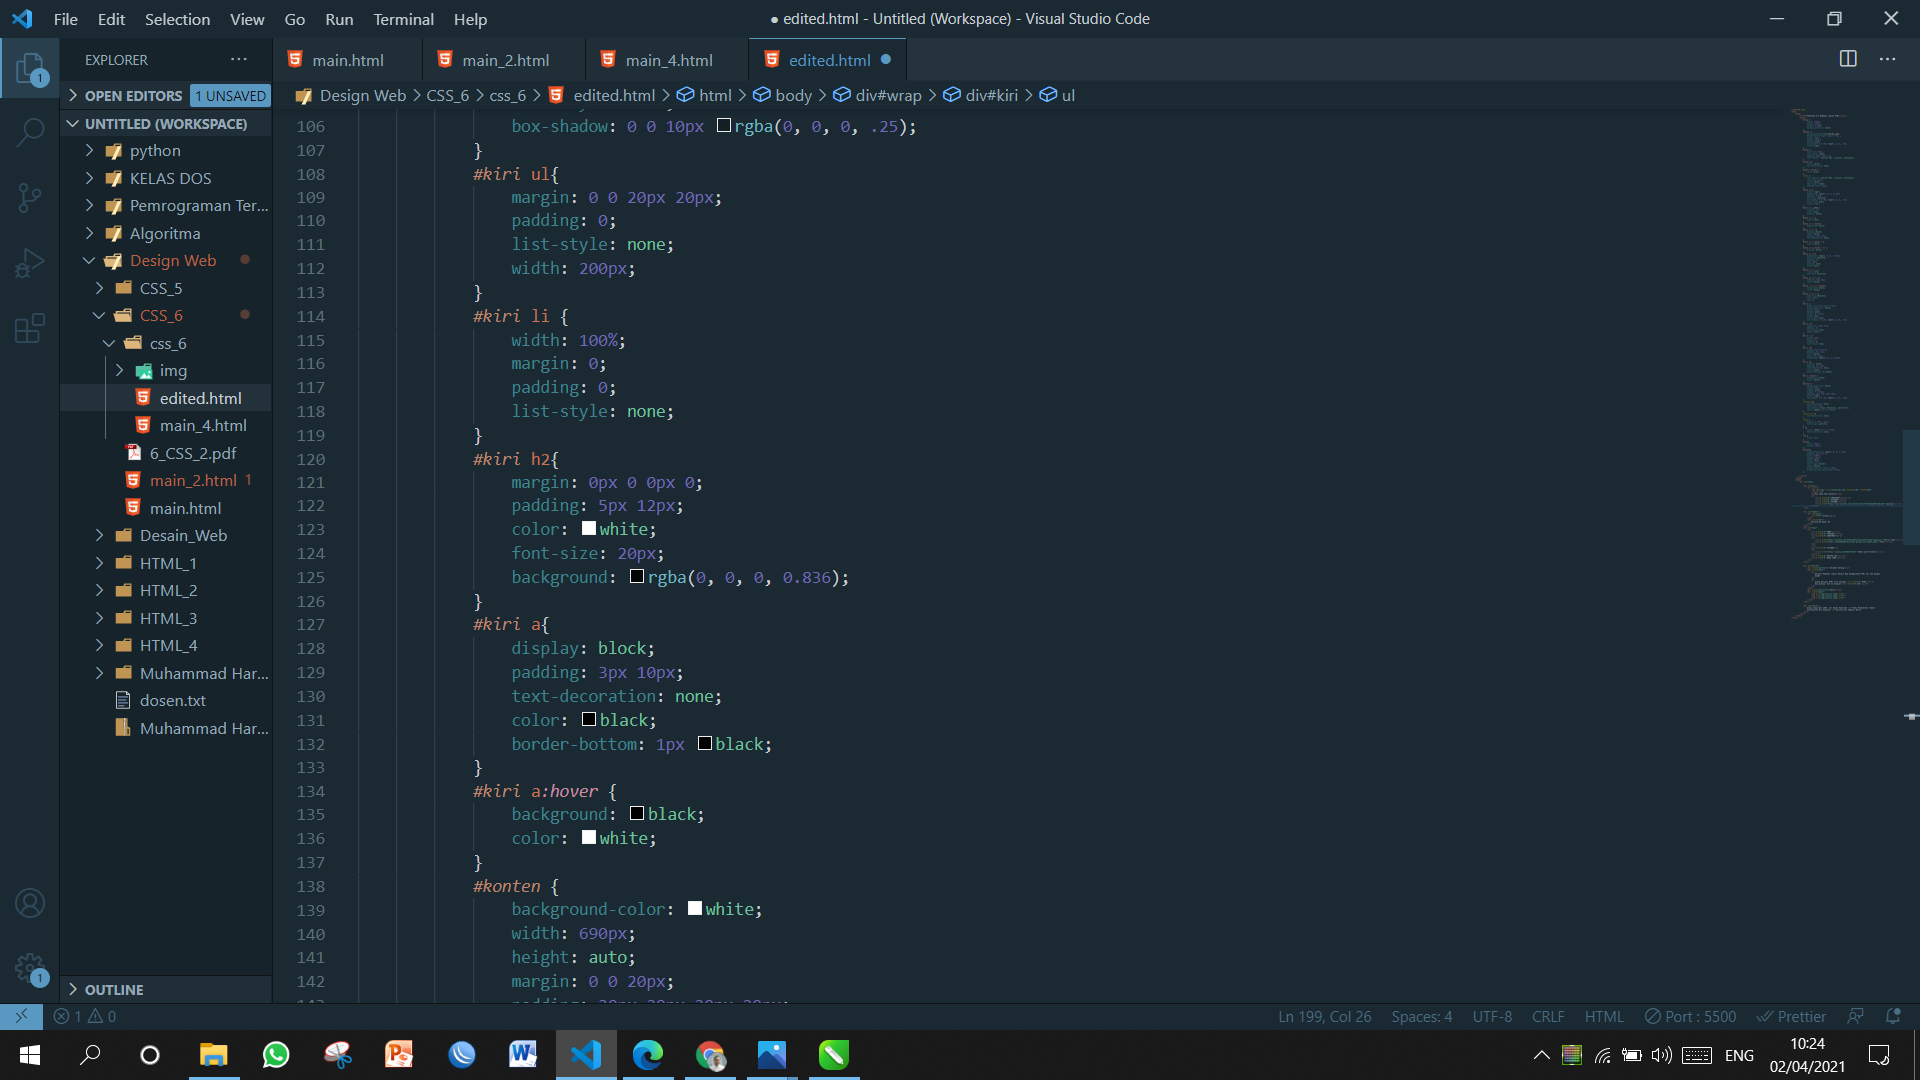 File Edit Selection View Go Run Terminal Help
● edited.html - Untitled (Workspace) - Visual Studio Code
EXPLORER
main.html
main_2.html
main_4.html
edited.html
OPEN EDITORS
1 UNSAVED
Design Web > CSS_6 > css_6 > edited.html > html > body > div#wrap > div#kiri > ul
UNTITLED (WORKSPACE)
python
KELAS DOS
Pemrograman Ter...
Algoritma
Design Web
CSS_5
CSS_6
css_6
img
edited.html
main_4.html
6_CSS_2.pdf
main_2.html 1
main.html
Desain_Web
HTML_1
HTML_2
HTML_3
HTML_4
Muhammad Har...
dosen.txt
Muhammad Har...
OUTLINE
1
1
106 box-shadow: 0 0 10px rgba(0, 0, 0, .25);
107 }
108 #kiri ul{
109 margin: 0 0 20px 20px;
110 padding: 0;
111 list-style: none;
112 width: 200px;
113 }
114 #kiri li {
115 width: 100%;
116 margin: 0;
117 padding: 0;
118 list-style: none;
119 }
120 #kiri h2{
121 margin: 0px 0 0px 0;
122 padding: 5px 12px;
123 color: white;
124 font-size: 20px;
125 background: rgba(0, 0, 0, 0.836);
126 }
127 #kiri a{
128 display: block;
129 padding: 3px 10px;
130 text-decoration: none;
131 color: black;
132 border-bottom: 1px black;
133 }
134 #kiri a:hover {
135 background: black;
136 color: white;
137 }
138 #konten {
139 background-color: white;
140 width: 690px;
141 height: auto;
142 margin: 0 0 20px;
1 0
Ln 199, Col 26 Spaces: 4 UTF-8 CRLF HTML Port : 5500 Prettier
ENG
10:24
02/04/2021